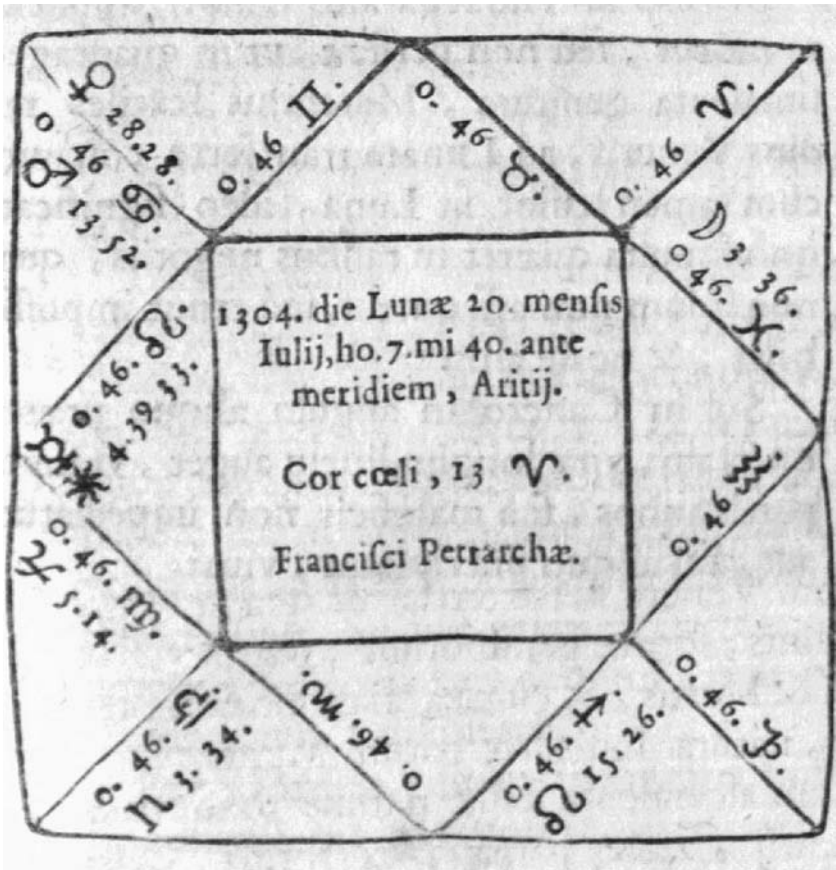 1304. die Lunæ 20. menſis
Iulij, ho. 7. mi 40. ante
meridiem , Aritij.
Cor cœli , 13 ♈.
Franciſci Petrarchæ.
♀ 28. 28.
0 46 ♋.
♂ 13. 52.
0. 46 ♊.
0. 46 ♉.
0. 46 ♈.
☽ 3. 36.
0 46. ♓.
0. 46 ♒.
0. 46. ♑.
0. 46. ♐.
☋ 15. 26.
0. 46. ♏.
0. 46. ♎.
☊ 3. 34.
0. 46. ♍.
5. 14.
0. 46. ♌.
4. 39 33.